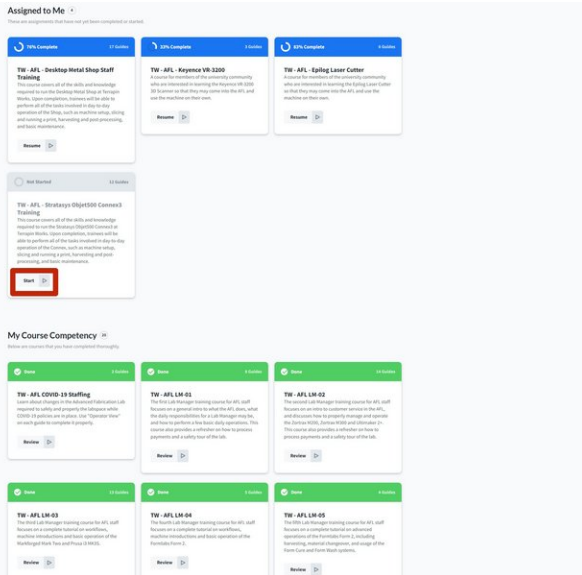 Assigned to Me 4
These are assignments that have not yet been completed or started.
76% Complete
17 Guides
TW - AFL - Desktop Metal Shop Staff
Training
This course covers all of the skills and knowledge
required to run the Desktop Metal Shop at Terrapin
Works. Upon completion, trainees will be able to
perform all of the tasks involved in day-to-day
operation of the Shop, such as machine setup, slicing
and running a print, harvesting and post processing,
and basic maintenance.
Resume
33% Complete
3 Guides
TW - AFL - Keyence VR-3200
A course for members of the university community
who are interested in learning the Keyence VR-3200
3D Scanner so that they may come into the AFL and
use the machine on their own.
Resume
83% Complete
6 Guides
TW - AFL - Epilog Laser Cutter
A course for members of the university community
who are interested in learning the Epilog Laser Cutter
so that they may come into the AFL and use the
machine on their own.
Resume
Not Started
12 Guides
TW - AFL - Stratasys Objet500 Connex3
Training
This course covers all of the skills and knowledge
required to run the Stratasys Objet500 Connex3 at
Terrapin Works. Upon completion, trainees will be
able to perform all of the tasks involved in day-to-day
operation of the Connex, such as machine setup,
slicing and running a print, harvesting and post-
processing, and basic maintenance.
Start
My Course Competency
Below are courses that you have completed thoroughly.
Done
Guides
TW - AFL COVID-19 Staffing
Learn about changes in the Advanced Fabrication Lab
required to safely and properly the labspace while
COVID-19 policies are in place. Use "Operator View"
on each guide to complete it properly.
Review
Done
Guides
TW - AFL LM-01
The first Lab Manager training course for AFL staff
focuses on a general intro to what the AFL does, what
the daily responsibilities for a Lab Manager may be,
and how to perform a few basic daily operations. This
course also provides a refresher on how to process
payments and a safety tour of the lab.
Review
Done
Guides
TW - AFL LM-02
The second Lab Manager training course for AFL staff
focuses on an intro to customer service in the AFL,
and discusses how to properly manage and operate
the Zortrax M200, Zortrax M300 and Ultimaker 2+.
This course also provides a refresher on how to
process payments and a safety tour of the lab.
Review
Done
Guides
TW - AFL LM-03
The third Lab Manager training course for AFL staff
focuses on a complete tutorial on workflows,
machine introductions and basic operation of the
Markforged Mark Two and Prusa i3 MK3S.
Review
Done
Guides
TW - AFL LM-04
The fourth Lab Manager training course for AFL staff
focuses on a complete tutorial on workflows,
machine introductions and basic operation of the
Formlabs Form 2.
Review
Done
Guides
TW - AFL LM-05
The fifth Lab Manager training course for AFL staff
focuses on a complete tutorial on advanced
operations of the Formlabs Form 2, including
harvesting, material changeover, and usage of the
Form Cure and Form Wash systems.
Review